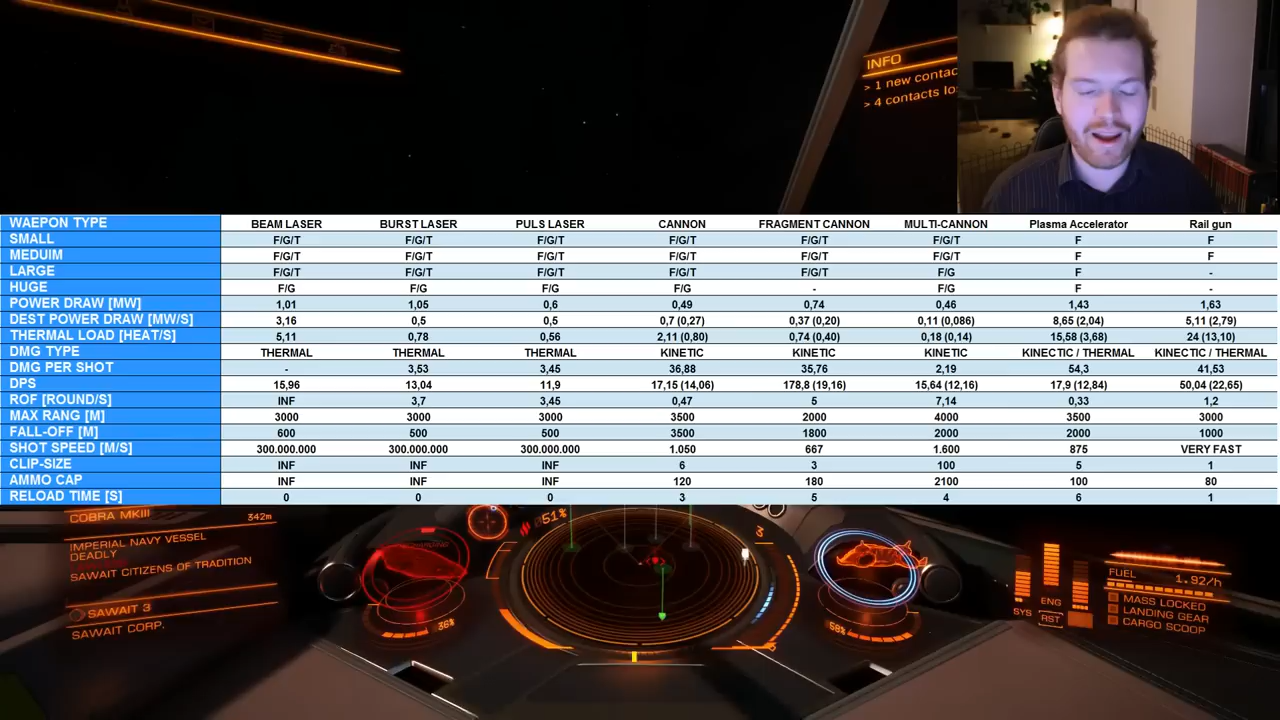 INFO
> 1 new contac
> 4 contacts lo
WAEPON TYPE BEAM LASER BURST LASER PULS LASER CANNON FRAGMENT CANNON MULTI-CANNON Plasma Accelerator Rail gun
SMALL F/G/T F/G/T F/G/T F/G/T F/G/T F/G/T F F
MEDUIM F/G/T F/G/T F/G/T F/G/T F/G/T F/G/T F F
LARGE F/G/T F/G/T F/G/T F/G/T F/G/T F/G F -
HUGE F/G F/G F/G F/G - F/G F -
POWER DRAW [MW] 1,01 1,05 0,6 0,49 0,74 0,46 1,43 1,63
DEST POWER DRAW [MW/S] 3,16 0,5 0,5 0,7 (0,27) 0,37 (0,20) 0,11 (0,086) 8,65 (2,04) 5,11 (2,79)
THERMAL LOAD [HEAT/S] 5,11 0,78 0,56 2,11 (0,80) 0,74 (0,40) 0,18 (0,14) 15,58 (3,68) 24 (13,10)
DMG TYPE THERMAL THERMAL THERMAL KINETIC KINETIC KINETIC KINECTIC / THERMAL KINECTIC / THERMAL
DMG PER SHOT - 3,53 3,45 36,88 35,76 2,19 54,3 41,53
DPS 15,96 13,04 11,9 17,15 (14,06) 178,8 (19,16) 15,64 (12,16) 17,9 (12,84) 50,04 (22,65)
ROF [ROUND/S] INF 3,7 3,45 0,47 5 7,14 0,33 1,2
MAX RANG [M] 3000 3000 3000 3500 2000 4000 3500 3000
FALL-OFF [M] 600 500 500 3500 1800 2000 2000 1000
SHOT SPEED [M/S] 300.000.000 300.000.000 300.000.000 1.050 667 1.600 875 VERY FAST
CLIP-SIZE INF INF INF 6 3 100 5 1
AMMO CAP INF INF INF 120 180 2100 100 80
RELOAD TIME [S] 0 0 0 3 5 4 6 1
COBRA MKIII 342m
IMPERIAL NAVY VESSEL
DEADLY
SAWAIT CITIZENS OF TRADITION
SAWAIT 3
SAWAIT CORP.
36%
51%
3
58%
SYS ENG RST
FUEL 1.92/h
MASS LOCKED
LANDING GEAR
CARGO SCOOP